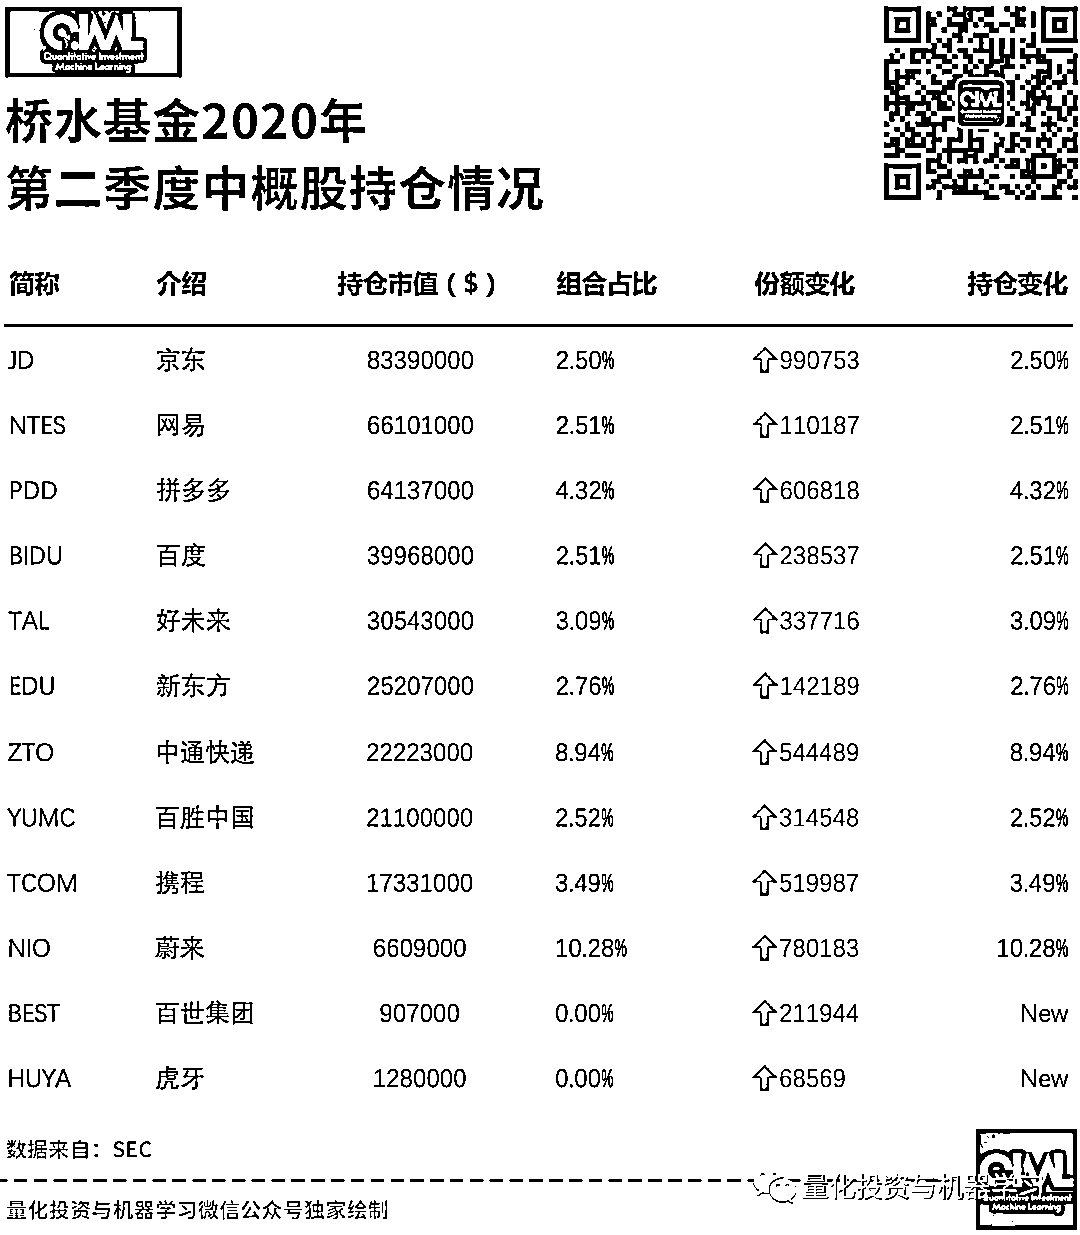 QIML
Quantitative Investment
Machine Learning
QIML
桥水基金2020年
第二季度中概股持仓情况
简称 介绍 持仓市值（$） 组合占比 份额变化 持仓变化
JD 京东 83390000 2.50% ⇧990753 2.50%
NTES 网易 66101000 2.51% ⇧110187 2.51%
PDD 拼多多 64137000 4.32% ⇧606818 4.32%
BIDU 百度 39968000 2.51% ⇧238537 2.51%
TAL 好未来 30543000 3.09% ⇧337716 3.09%
EDU 新东方 25207000 2.76% ⇧142189 2.76%
ZTO 中通快递 22223000 8.94% ⇧544489 8.94%
YUMC 百胜中国 21100000 2.52% ⇧314548 2.52%
TCOM 携程 17331000 3.49% ⇧519987 3.49%
NIO 蔚来 6609000 10.28% ⇧780183 10.28%
BEST 百世集团 907000 0.00% ⇧211944 New
HUYA 虎牙 1280000 0.00% ⇧68569 New
数据来自：SEC
量化投资与机器学习
QIML
Quantitative Investment
Machine Learning
量化投资与机器学习微信公众号独家绘制